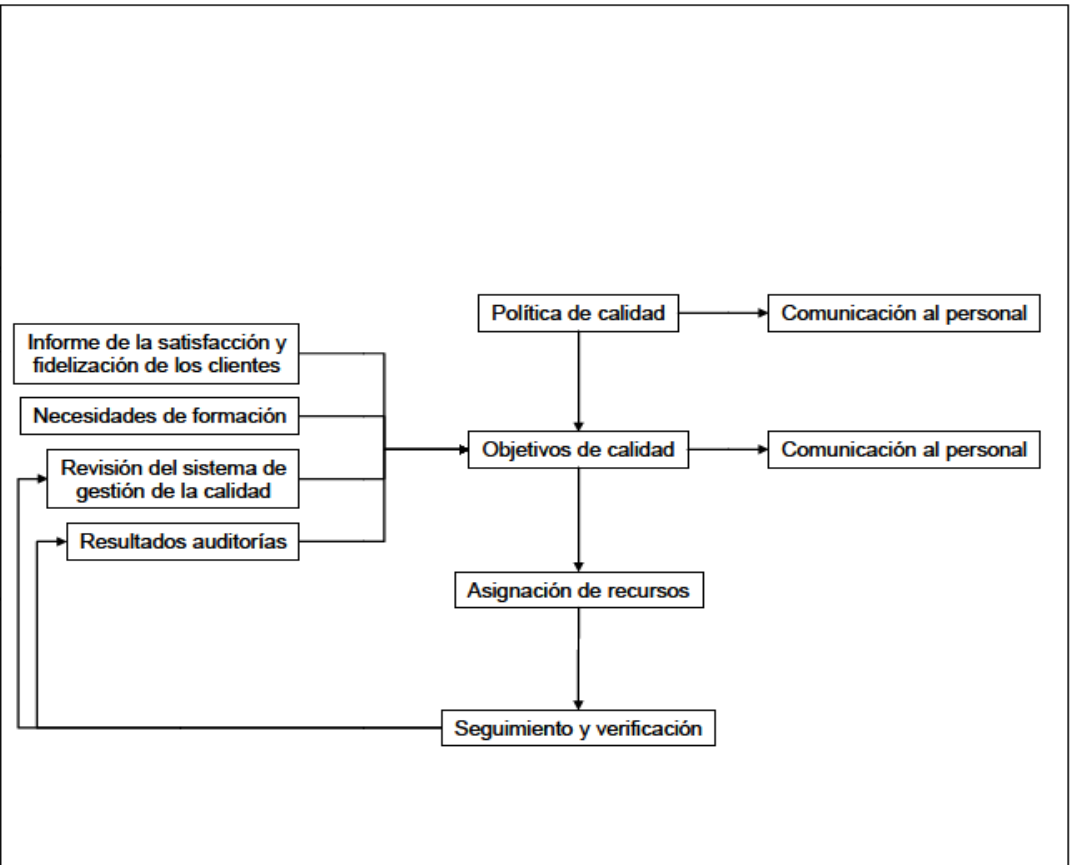 Política de calidad
Comunicación al personal
Informe de la satisfacción y
fidelización de los clientes
Necesidades de formación
Objetivos de calidad
Comunicación al personal
Revisión del sistema de
gestión de la calidad
Resultados auditorías
Asignación de recursos
Seguimiento y verificación